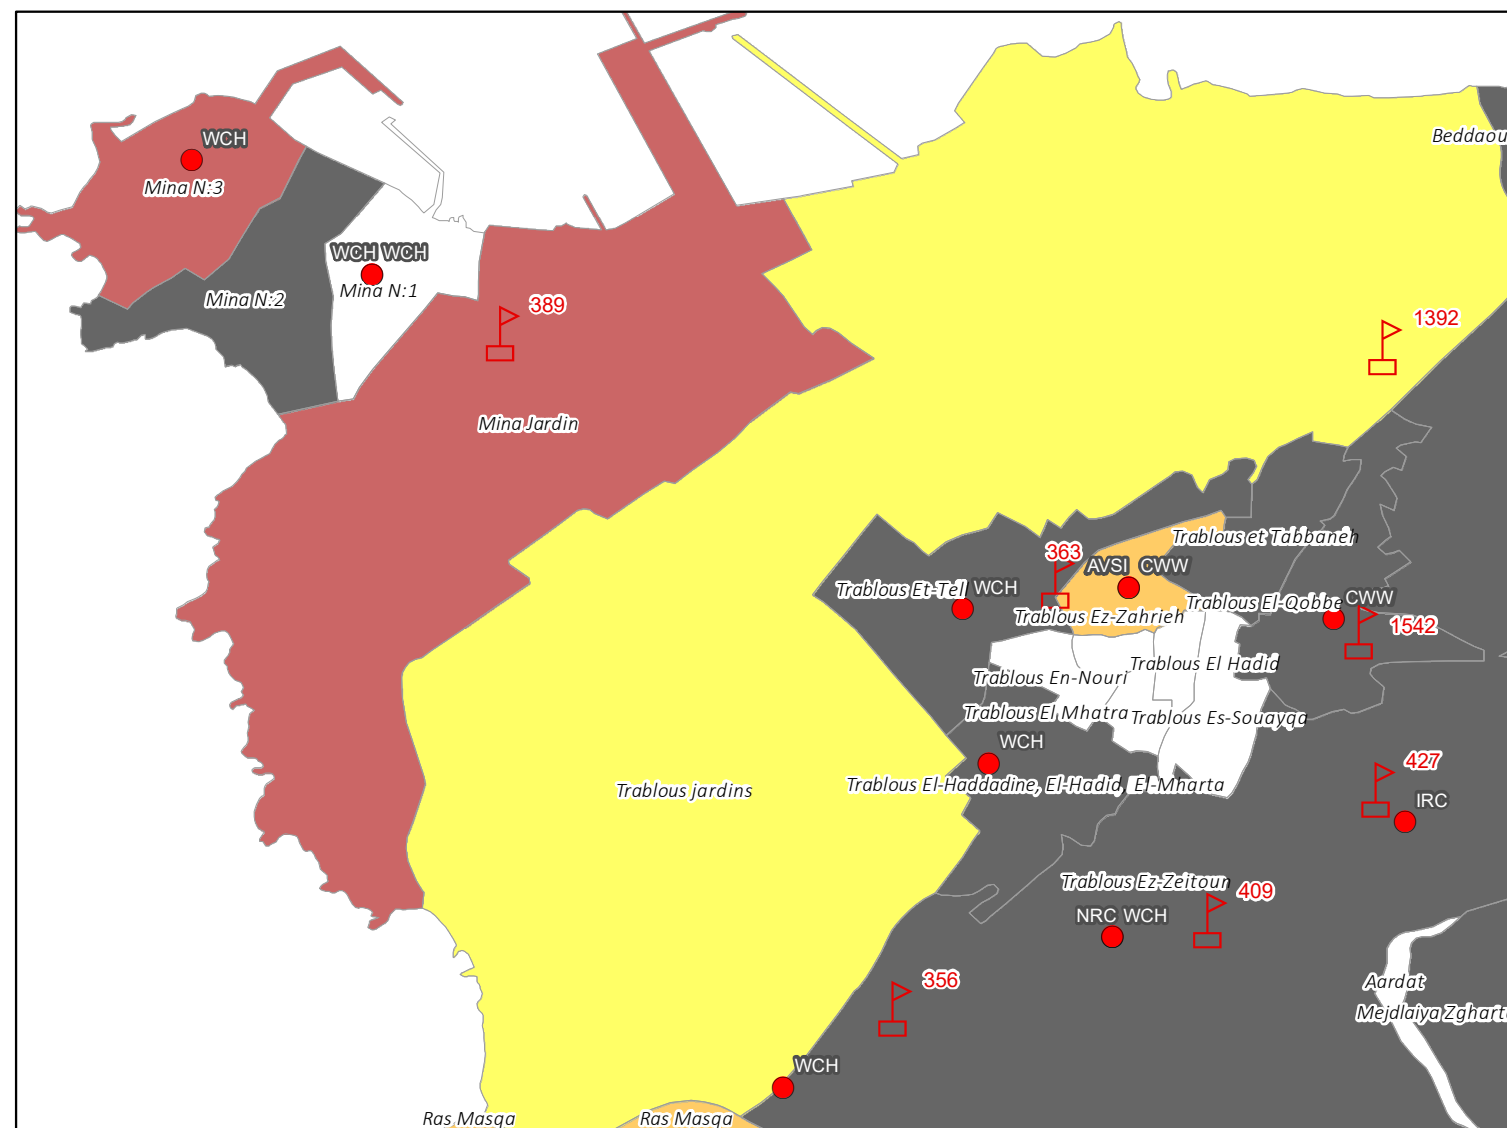 WCH
Beddaou
Mina N:3
WCH WCH
Mina N:1
Mina N:2
389
1392
Mina Jardin
Trablous et Tabbaneh
363
AVSI CWW
Trablous Et-Tell
WCH
Trablous El-Qobbe
CWW
Trablous Ez-Zahrieh
1542
Trablous El Hadid
Trablous En-Nouri
Trablous El Mhatra
Trablous Es-Souayqa
WCH
427
Trablous jardins
Trablous El-Haddadine, El-Hadid, El-Mharta
IRC
Trablous Ez-Zeitoun
409
NRC WCH
356
Aardat
Mejdlaiya Zgharta
WCH
Ras Masqa
Ras Masqa